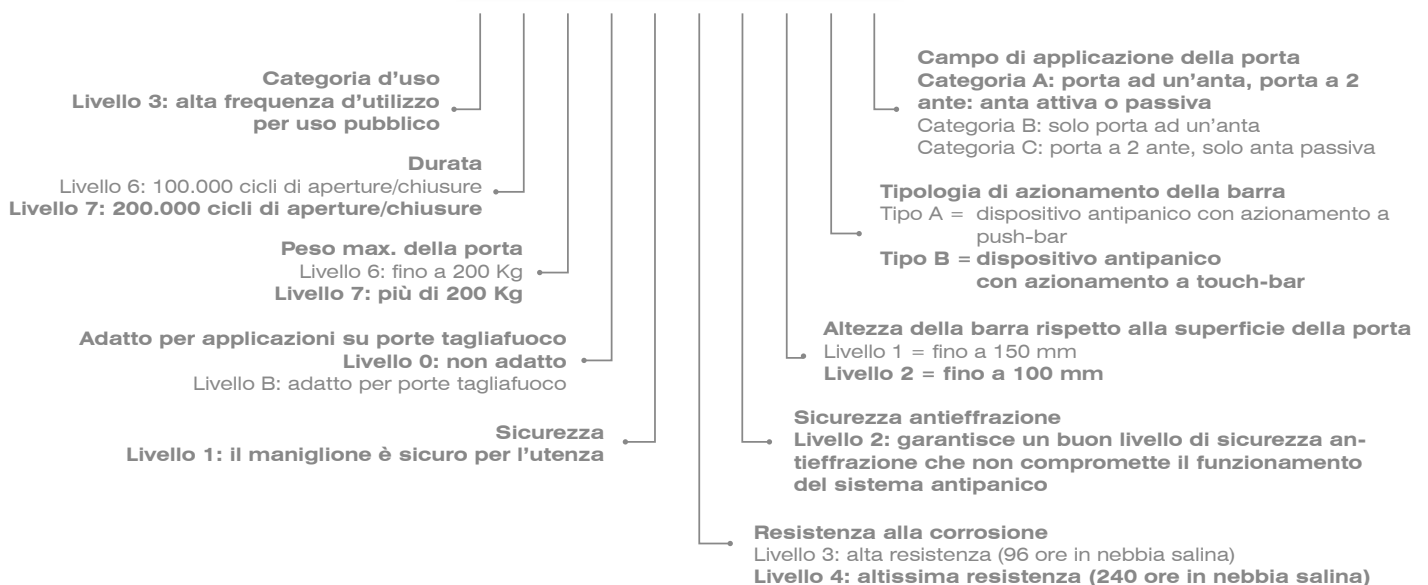 Categoria d'uso
Livello 3: alta frequenza d'utilizzo
per uso pubblico
Durata
Livello 6: 100.000 cicli di aperture/chiusure
Livello 7: 200.000 cicli di aperture/chiusure
Peso max. della porta
Livello 6: fino a 200 Kg
Livello 7: più di 200 Kg
Adatto per applicazioni su porte tagliafuoco
Livello 0: non adatto
Livello B: adatto per porte tagliafuoco
Sicurezza
Livello 1: il maniglione è sicuro per l'utenza
Campo di applicazione della porta
Categoria A: porta ad un'anta, porta a 2
ante: anta attiva o passiva
Categoria B: solo porta ad un'anta
Categoria C: porta a 2 ante, solo anta passiva
Tipologia di azionamento della barra
Tipo A = dispositivo antipanico con azionamento a
push-bar
Tipo B = dispositivo antipanico
con azionamento a touch-bar
Altezza della barra rispetto alla superficie della porta
Livello 1 = fino a 150 mm
Livello 2 = fino a 100 mm
Sicurezza antieffrazione
Livello 2: garantisce un buon livello di sicurezza an-
tieffrazione che non compromette il funzionamento
del sistema antipanico
Resistenza alla corrosione
Livello 3: alta resistenza (96 ore in nebbia salina)
Livello 4: altissima resistenza (240 ore in nebbia salina)